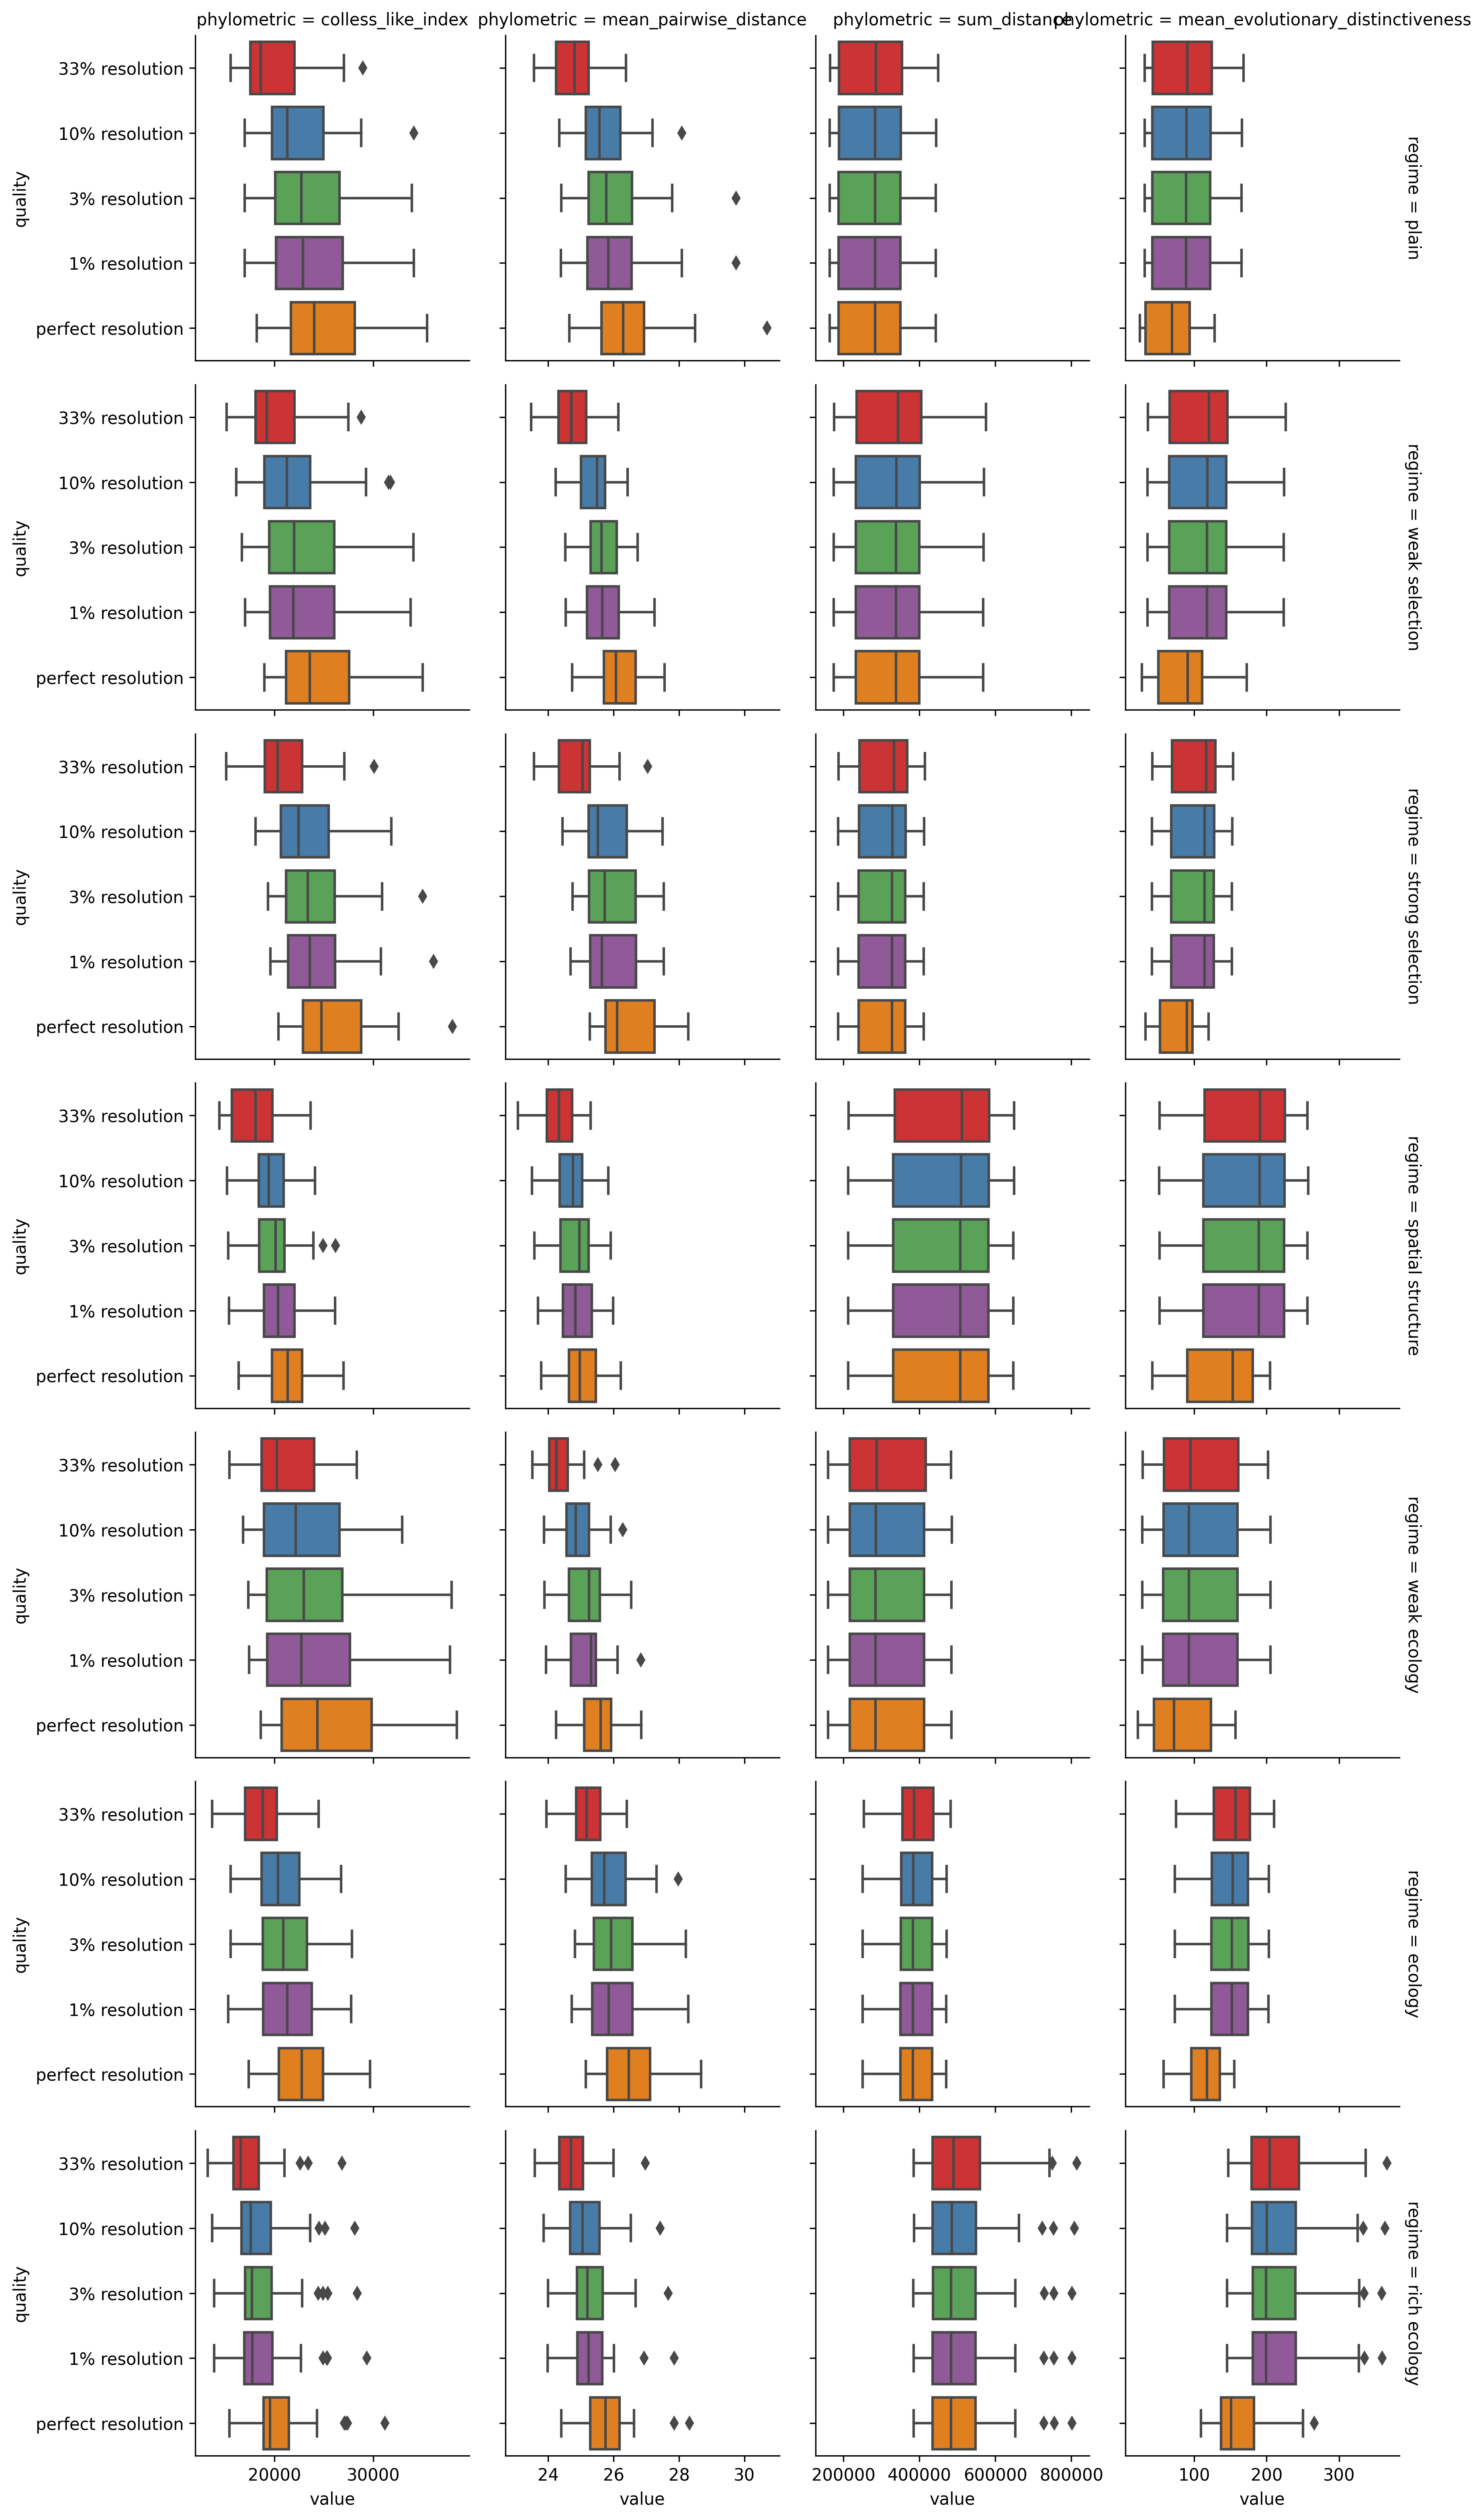 phylometric = colless_like_index
phylometric = mean_pairwise_distance
phylometric = sum_distance
phylometric = mean_evolutionary_distinctiveness
33% resolution
10% resolution
3% resolution
1% resolution
perfect resolution
quality
regime = plain
33% resolution
10% resolution
3% resolution
1% resolution
perfect resolution
quality
regime = weak selection
33% resolution
10% resolution
3% resolution
1% resolution
perfect resolution
quality
regime = strong selection
33% resolution
10% resolution
3% resolution
1% resolution
perfect resolution
quality
regime = spatial structure
33% resolution
10% resolution
3% resolution
1% resolution
perfect resolution
quality
regime = weak ecology
33% resolution
10% resolution
3% resolution
1% resolution
perfect resolution
quality
regime = ecology
33% resolution
10% resolution
3% resolution
1% resolution
perfect resolution
quality
regime = rich ecology
20000 30000
value
24 26 28 30
value
200000 400000 600000 800000
value
100 200 300
value